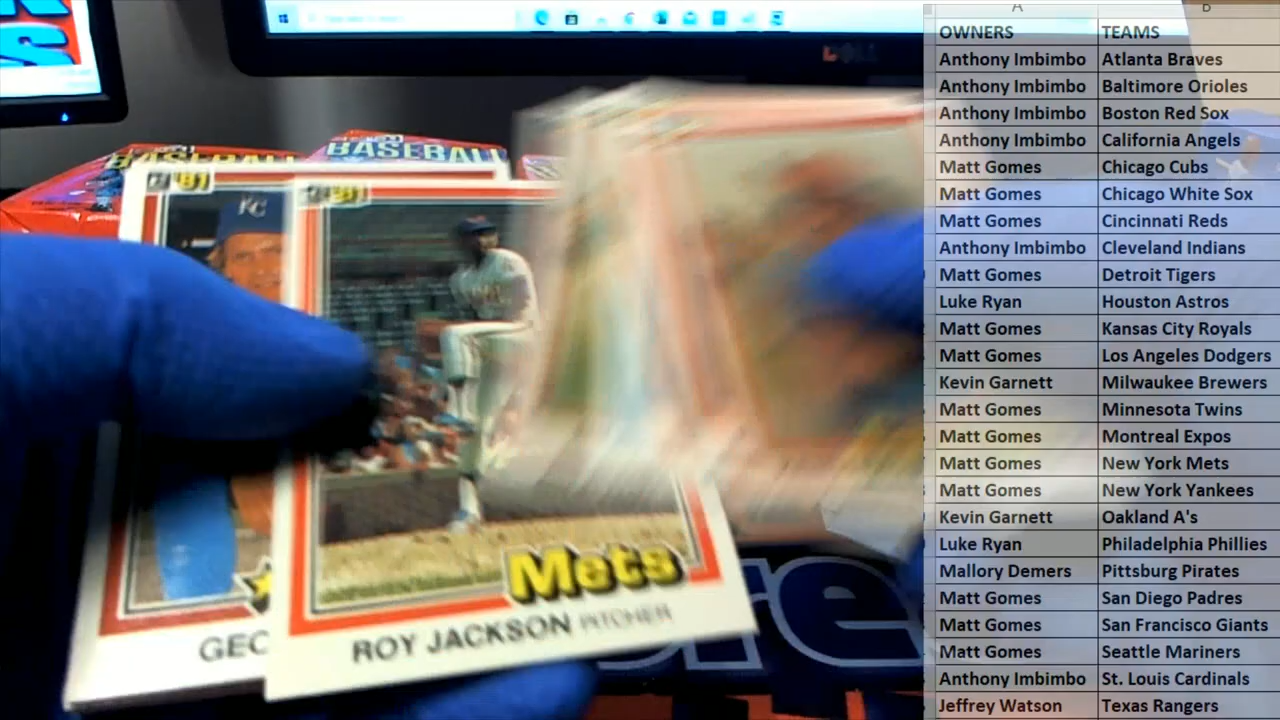 A B
OWNERS TEAMS
Anthony Imbimbo Atlanta Braves
Anthony Imbimbo Baltimore Orioles
Anthony Imbimbo Boston Red Sox
Anthony Imbimbo California Angels
Matt Gomes Chicago Cubs
Matt Gomes Chicago White Sox
Matt Gomes Cincinnati Reds
Anthony Imbimbo Cleveland Indians
Matt Gomes Detroit Tigers
Luke Ryan Houston Astros
Matt Gomes Kansas City Royals
Matt Gomes Los Angeles Dodgers
Kevin Garnett Milwaukee Brewers
Matt Gomes Minnesota Twins
Matt Gomes Montreal Expos
Matt Gomes New York Mets
Matt Gomes New York Yankees
Kevin Garnett Oakland A's
Luke Ryan Philadelphia Phillies
Mallory Demers Pittsburg Pirates
Matt Gomes San Diego Padres
Matt Gomes San Francisco Giants
Matt Gomes Seattle Mariners
Anthony Imbimbo St. Louis Cardinals
Jeffrey Watson Texas Rangers
DELL
BASEBALL
BASEBALL
'81
'81
KC
Mets
GEO
ROY JACKSON PITCHER